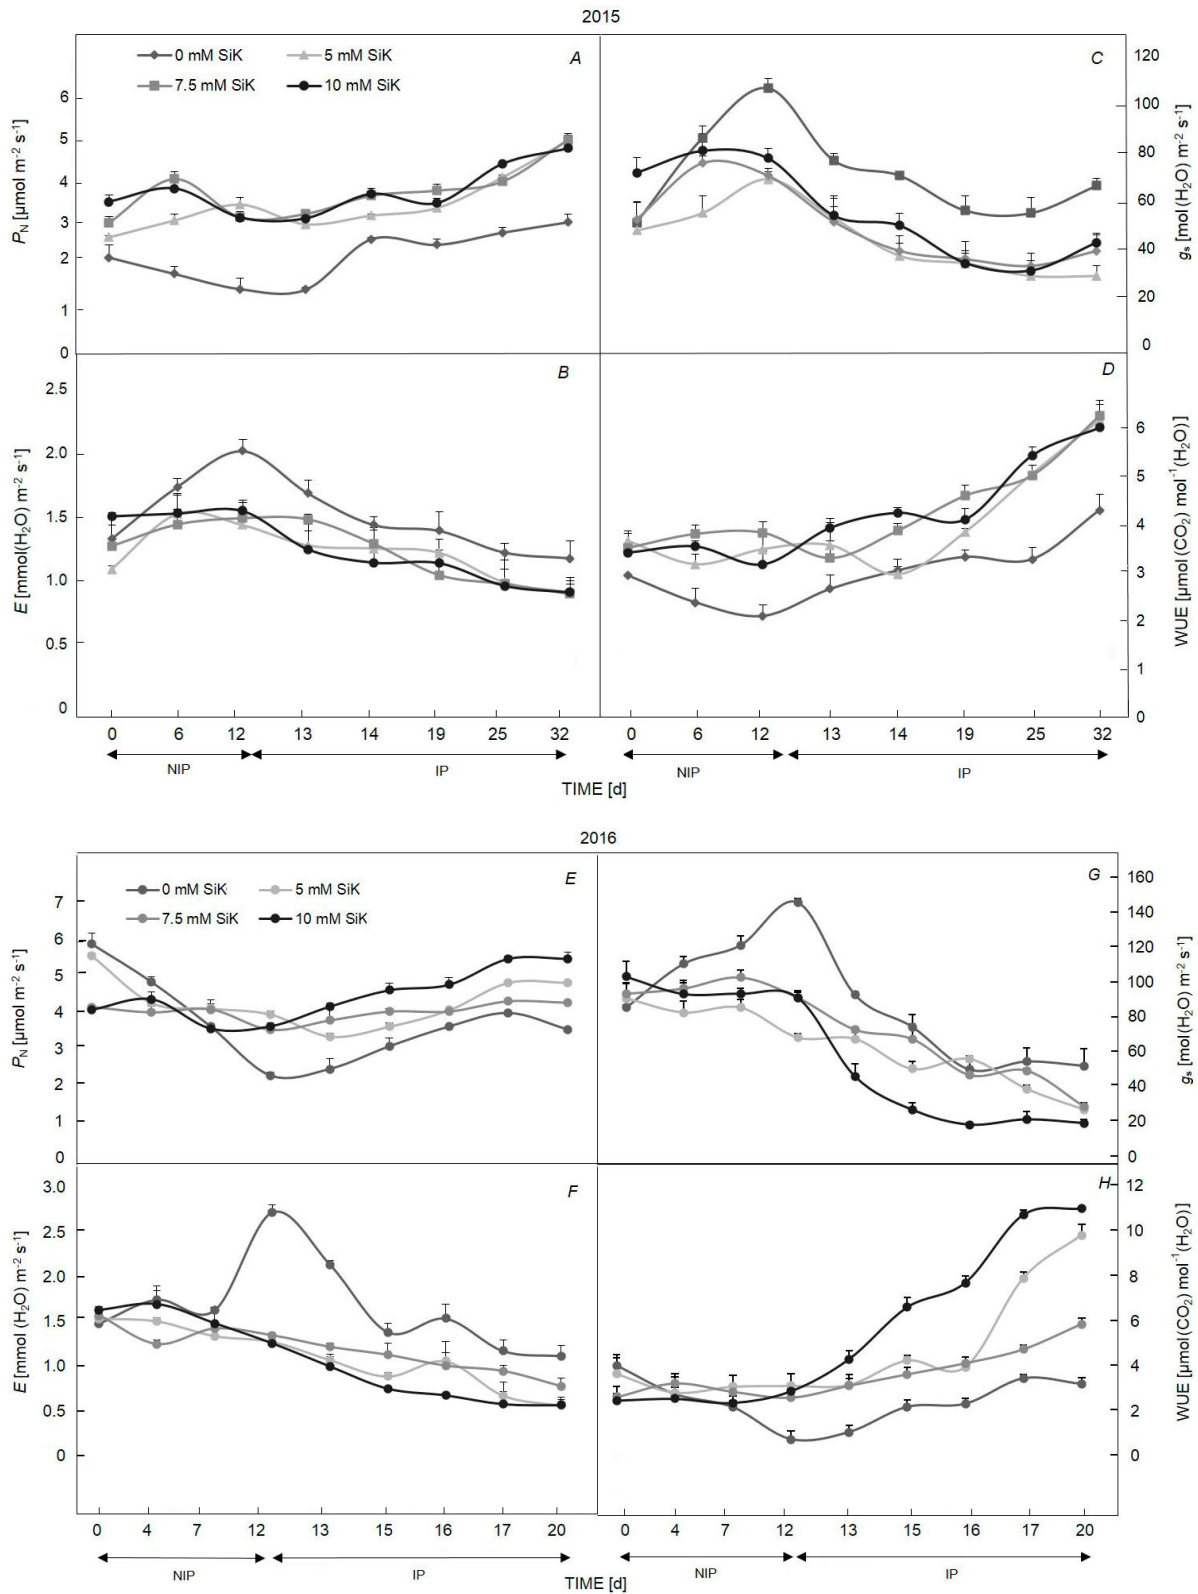 2015
0 mM SiK
5 mM SiK
7.5 mM SiK
10 mM SiK
A
6
5
4
3
2
1
0
P_N [µmol m⁻² s⁻¹]
C
120
100
80
60
40
20
0
gₛ [mol(H₂O) m⁻² s⁻¹]
B
2.5
2.0
1.5
1.0
0.5
0
E [mmol(H₂O) m⁻² s⁻¹]
D
6
5
4
3
2
1
0
WUE [µmol(CO₂) mol⁻¹(H₂O)]
0 6 12 13 14 19 25 32
0 6 12 13 14 19 25 32
NIP IP
NIP IP
TIME [d]
2016
0 mM SiK
5 mM SiK
7.5 mM SiK
10 mM SiK
E
7
6
5
4
3
2
1
0
P_N [µmol m⁻² s⁻¹]
G
160
140
120
100
80
60
40
20
0
gₛ [mol(H₂O) m⁻² s⁻¹]
F
3.0
2.5
2.0
1.5
1.0
0.5
0
E [mmol (H₂O) m⁻² s⁻¹]
H
12
10
8
6
4
2
0
WUE [µmol(CO₂) mol⁻¹(H₂O)]
0 4 7 12 13 15 16 17 20
0 4 7 12 13 15 16 17 20
NIP IP
NIP IP
TIME [d]